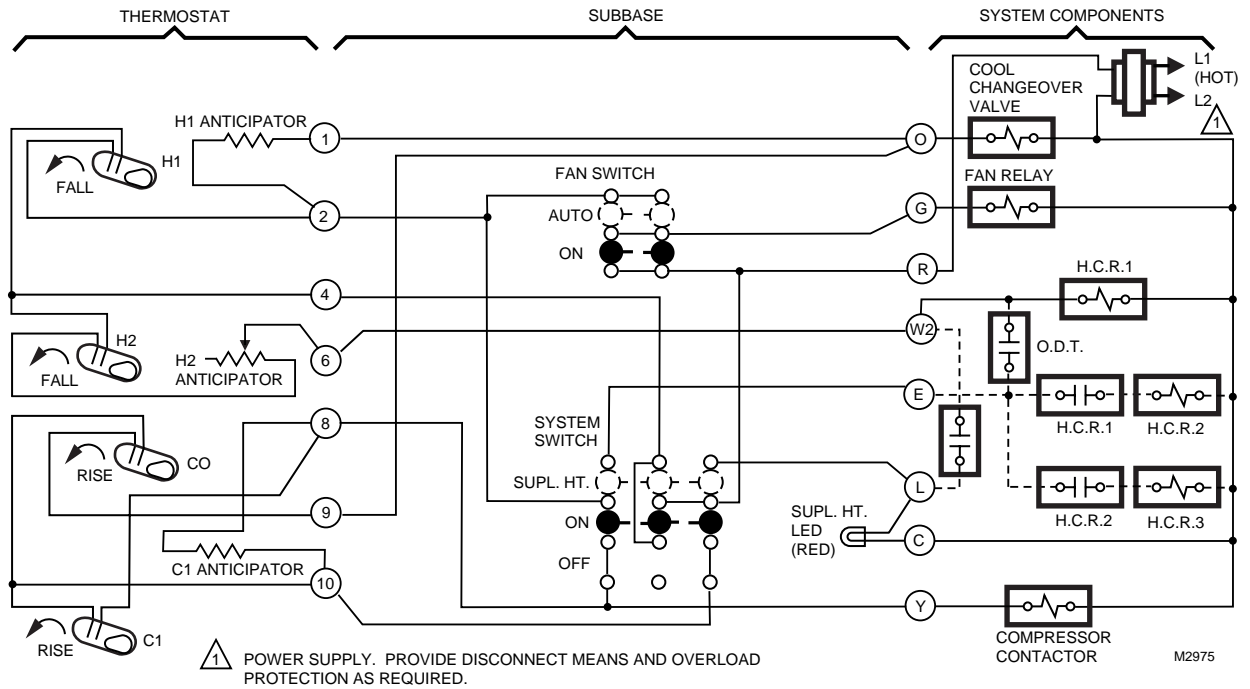 THERMOSTAT
SUBBASE
SYSTEM COMPONENTS
L1
(HOT)
L2
1
COOL
CHANGEOVER
VALVE
H1 ANTICIPATOR
1
O
H1
FALL
FAN SWITCH
FAN RELAY
2
AUTO
G
ON
R
H.C.R.1
4
W2
H2
FALL
H2
ANTICIPATOR
6
O.D.T.
E
H.C.R.1
H.C.R.2
8
SYSTEM
SWITCH
CO
RISE
SUPL. HT.
L
9
ON
SUPL. HT.
LED
(RED)
H.C.R.2
H.C.R.3
C
C1 ANTICIPATOR
OFF
10
Y
C1
RISE
COMPRESSOR
CONTACTOR
1
POWER SUPPLY. PROVIDE DISCONNECT MEANS AND OVERLOAD
PROTECTION AS REQUIRED.
M2975